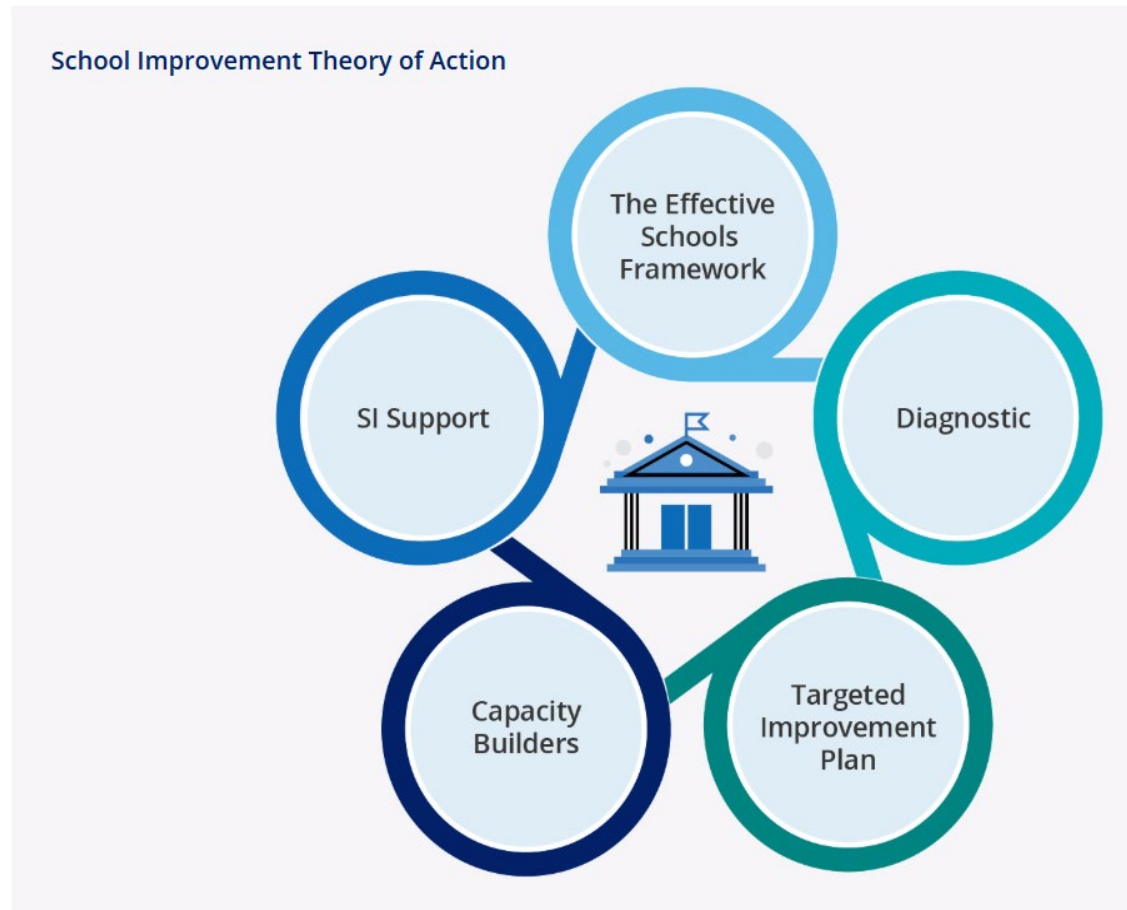 School Improvement Theory of Action
The Effective
Schools
Framework
SI Support
Diagnostic
Capacity
Builders
Targeted
Improvement
Plan